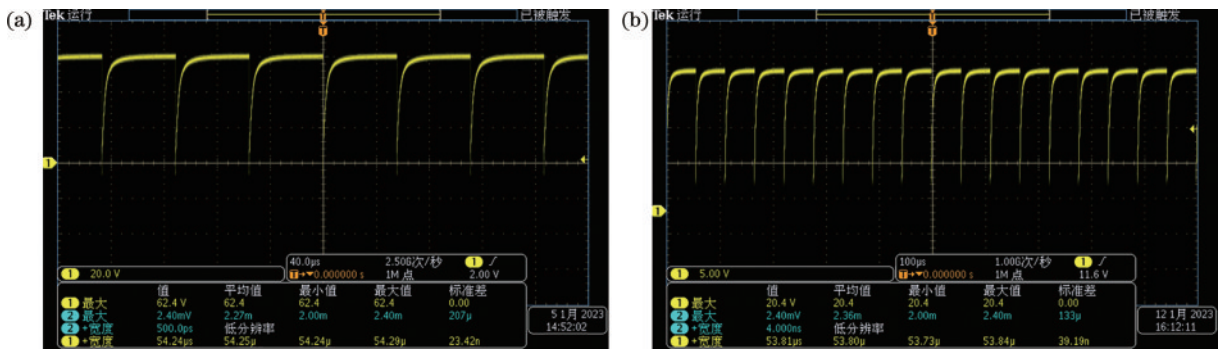 (a)
Tek 运行
已被触发
T
T
1
1 20.0 V
40.0μs 2.50G次/秒 1 ∫
T→▼0.000000 s 1M 点 2.00 V
值 平均值 最小值 最大值 标准差
1 最大 62.4 V 62.4 62.4 62.4 0.00
2 最大 2.40mV 2.27m 2.00m 2.40m 207μ
2 +宽度 500.0ps 低分辨率
1 +宽度 54.24μs 54.25μ 54.24μ 54.29μ 23.42n
5 1月 2023
14:52:02
(b)
Tek 运行
已被触发
T
T
1
1 5.00 V
100μs 1.00G次/秒 1 ∫
T→▼0.000000 s 1M 点 11.6 V
值 平均值 最小值 最大值 标准差
1 最大 20.4 V 20.4 20.4 20.4 0.00
2 最大 2.40mV 2.36m 2.00m 2.40m 133μ
2 +宽度 4.000ns 低分辨率
1 +宽度 53.81μs 53.80μ 53.73μ 53.84μ 39.19n
12 1月 2023
16:12:11